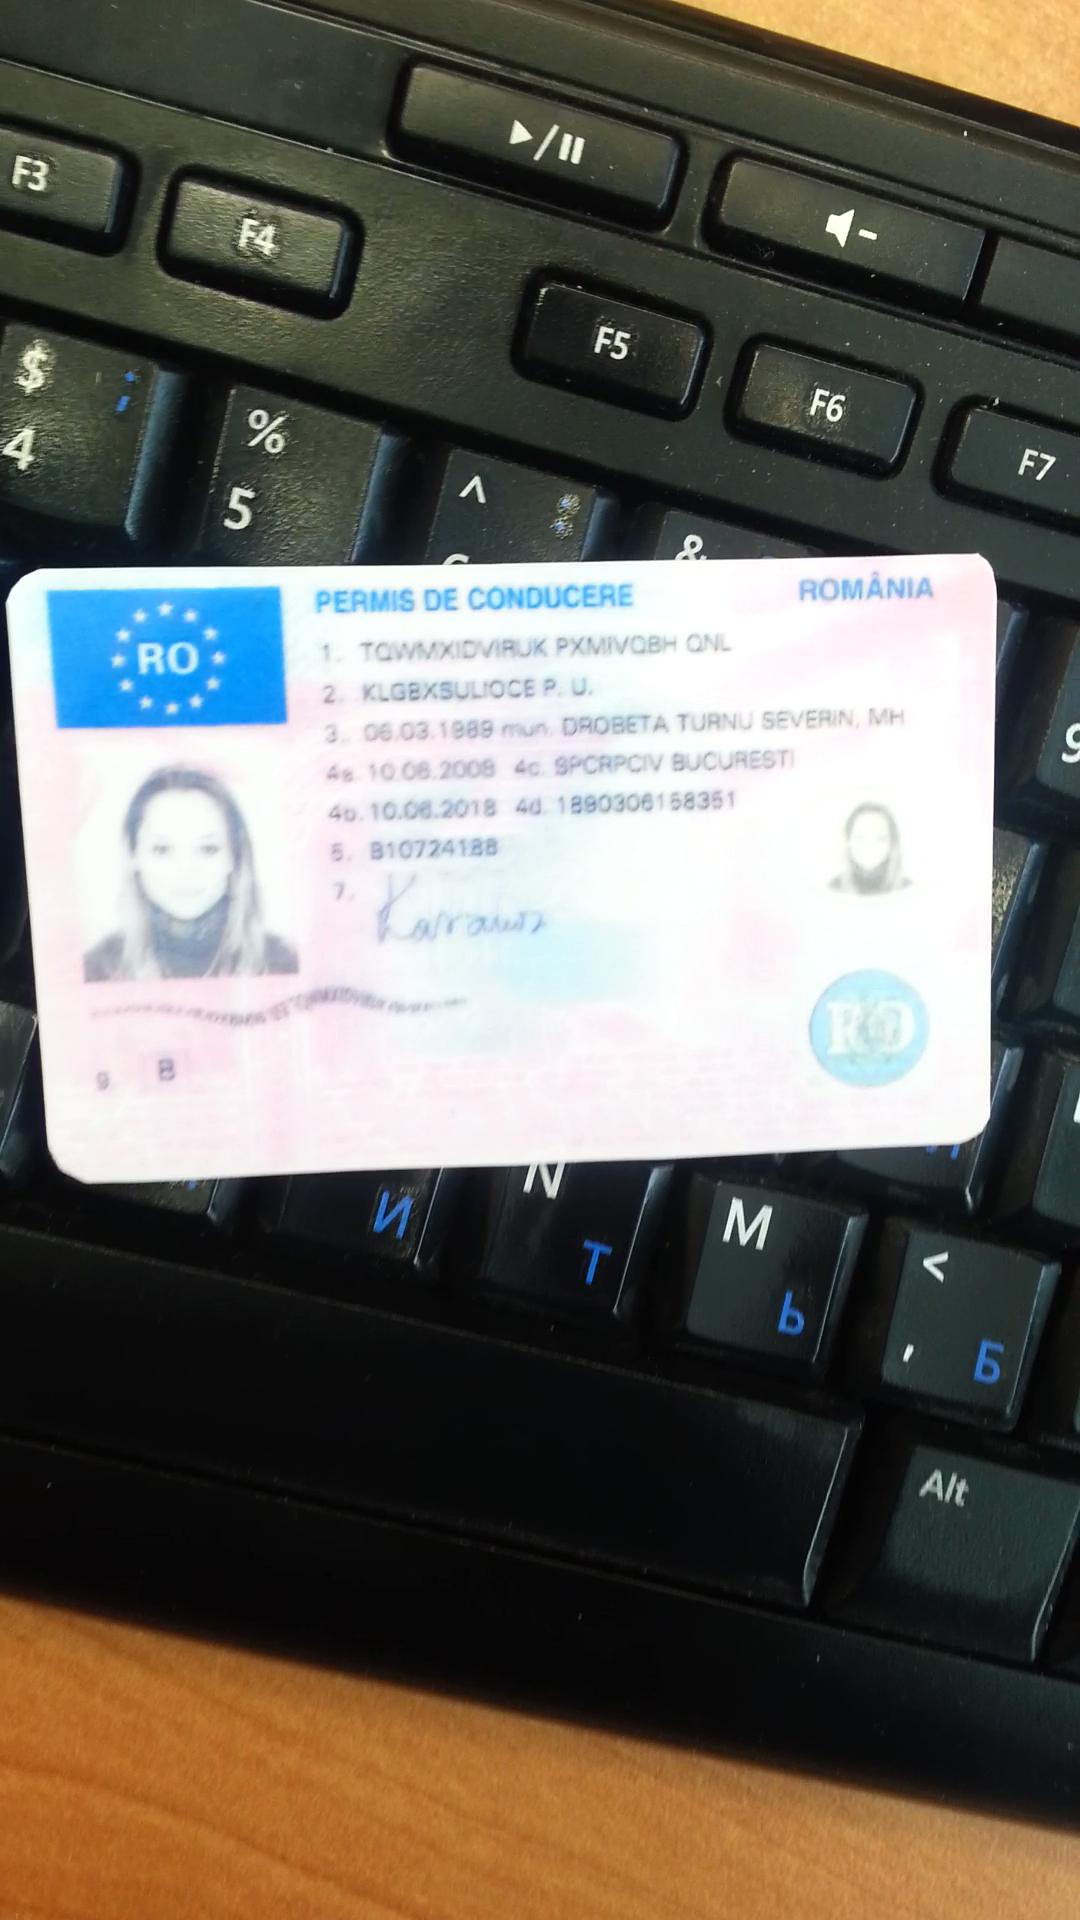 ▶/II
F3
F4
F5
F6
F7
$
4
%
5
^
&
9
RO
PERMIS DE CONDUCERE ROMÂNIA
1. TQWMXIDVIRUK PXMIVQBH QNL
2. KLGBXSULIOCE P. U.
3. 06.03.1989 mun. DROBETA TURNU SEVERIN, MH
4a. 10.06.2008 4c. SPCRPCIV BUCURESTI
4b. 10.06.2018 4d. 1890306158351
5. B10724188
7.
9. B
RO
И
N
Т
M
Ь
<
,
Б
Alt